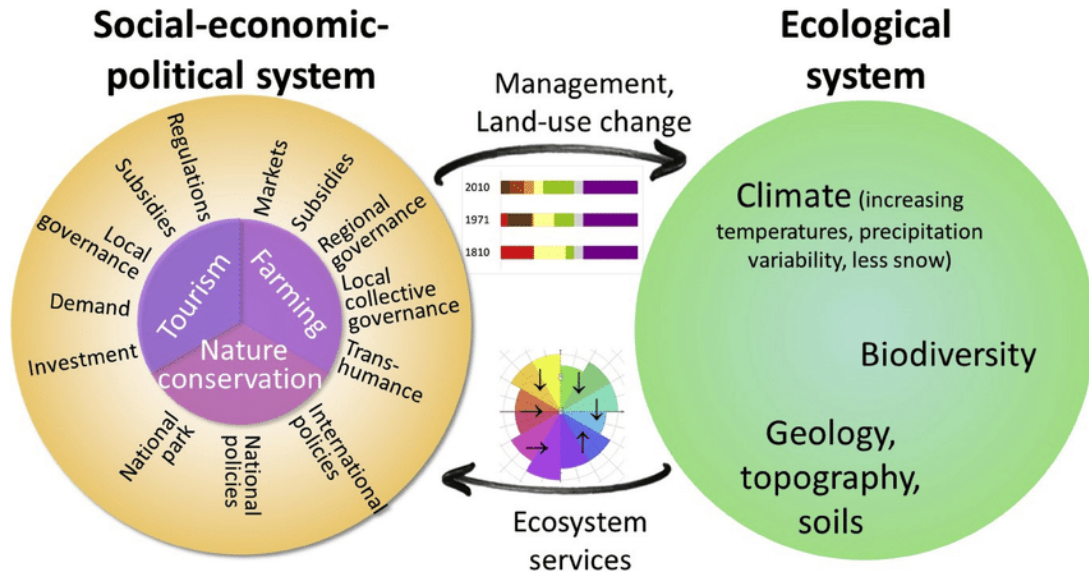 Social-economic-
political system
Ecological
system
Management,
Land-use change
2010
1971
1810
Investment
Demand
Local
governance
Subsidies
Regulations
Markets
Subsidies
Regional
governance
Local
collective
governance
Trans-
humance
International
policies
National
policies
National
park
Tourism
Farming
Nature
conservation
Climate (increasing
temperatures, precipitation
variability, less snow)
Biodiversity
Geology,
topography,
soils
Ecosystem
services